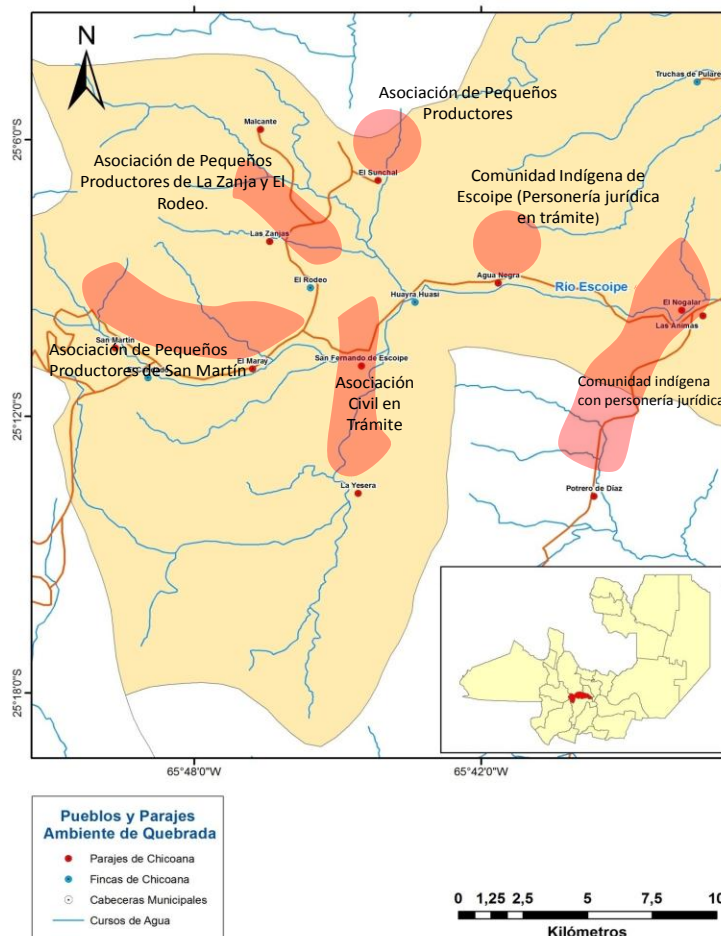 N
Asociación de Pequeños
Productores
Truchas de Pulares
Malcante
25°6'0"S
Asociación de Pequeños
Productores de La Zanja y El
Rodeo.
El Sunchal
Comunidad Indígena de
Escoipe (Personería jurídica
en trámite)
Las Zanjas
El Rodeo
Agua Negra
Huayra Huasi
Río Escoipe
El Nogalar
Las Animas
San Martín
Asociación de Pequeños
Productores de San Martín
El Maray
San Fernando de Escoipe
Asociación
Civil en
Trámite
Comunidad indígena
con personería jurídica
25°12'0"S
La Yesera
Potrero de Díaz
25°18'0"S
65°48'0"W
65°42'0"W
Pueblos y Parajes
Ambiente de Quebrada
Parajes de Chicoana
Fincas de Chicoana
Cabeceras Municipales
Cursos de Agua
0 1,25 2,5 5 7,5 10
Kilómetros